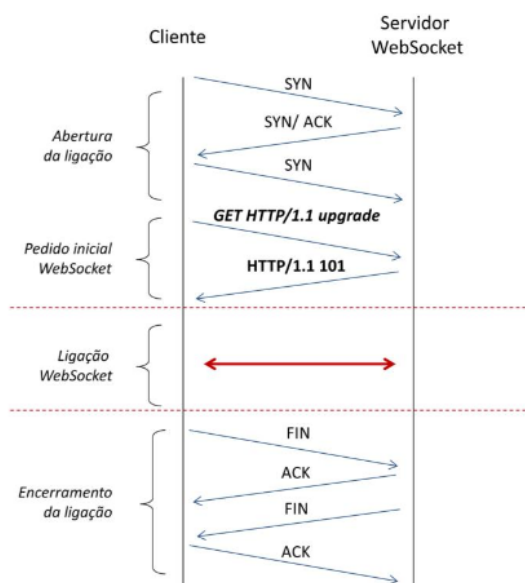 Cliente
Servidor
WebSocket
SYN
Abertura
da ligação
SYN/ ACK
SYN
GET HTTP/1.1 upgrade
Pedido inicial
WebSocket
HTTP/1.1 101
Ligação
WebSocket
FIN
ACK
Encerramento
da ligação
FIN
ACK